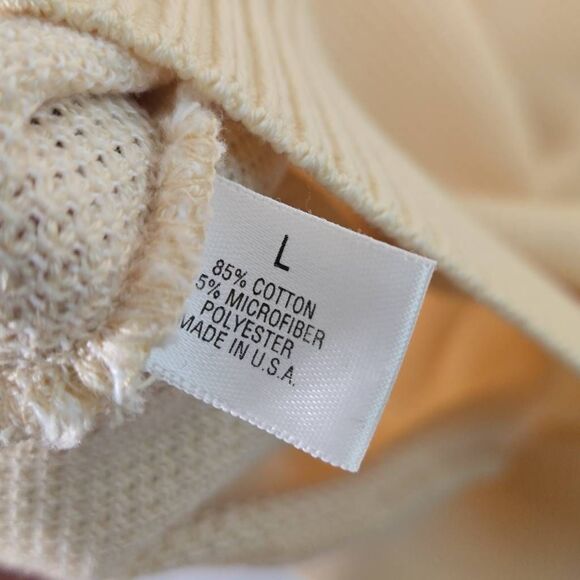 L
85% COTTON
5% MICROFIBER
POLYESTER
MADE IN U.S.A.